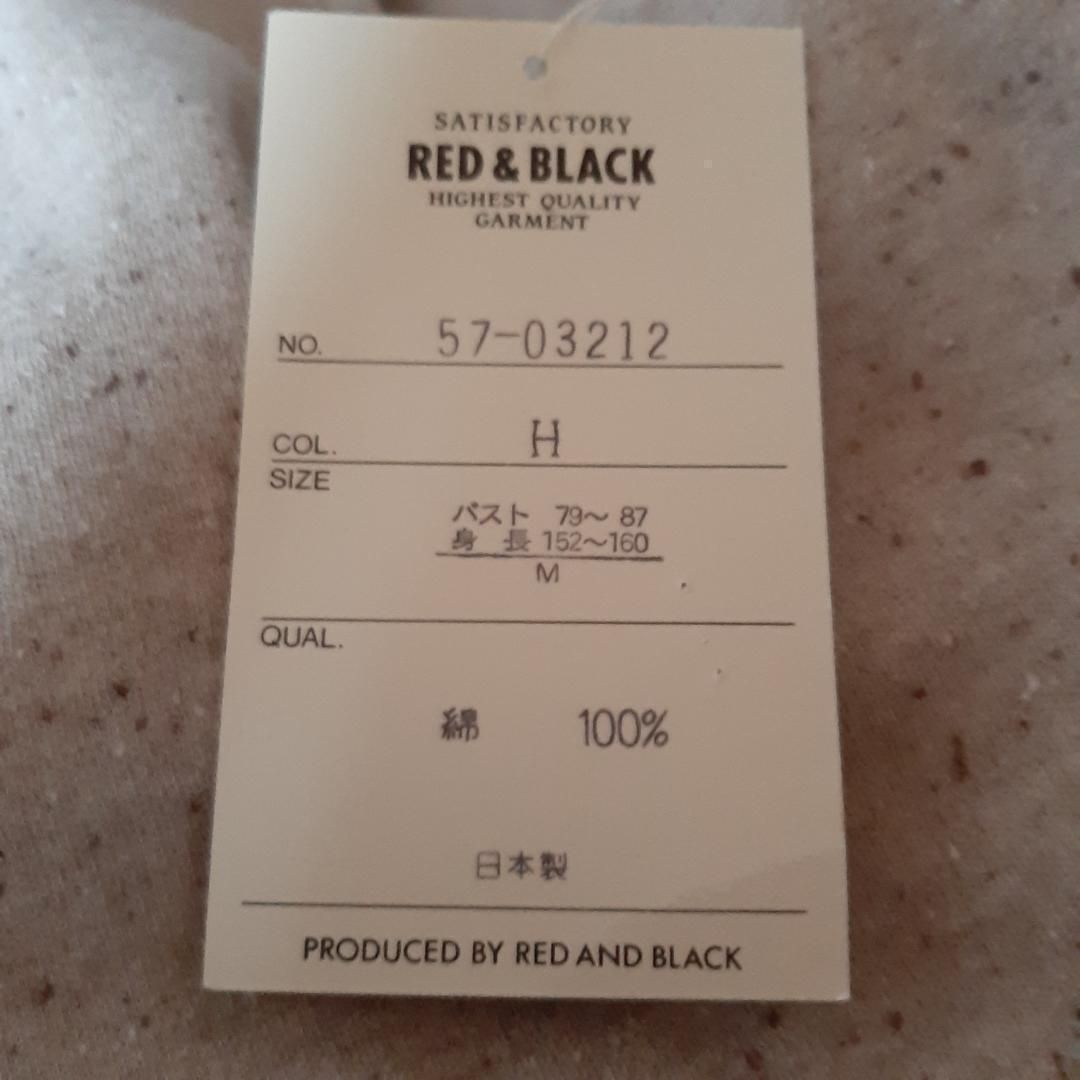 SATISFACTORY
RED & BLACK
HIGHEST QUALITY
GARMENT
NO. 57-03212
COL. H
SIZE
バスト 79〜 87
身 長 152〜160
M
QUAL.
綿 100%
日本製
PRODUCED BY RED AND BLACK